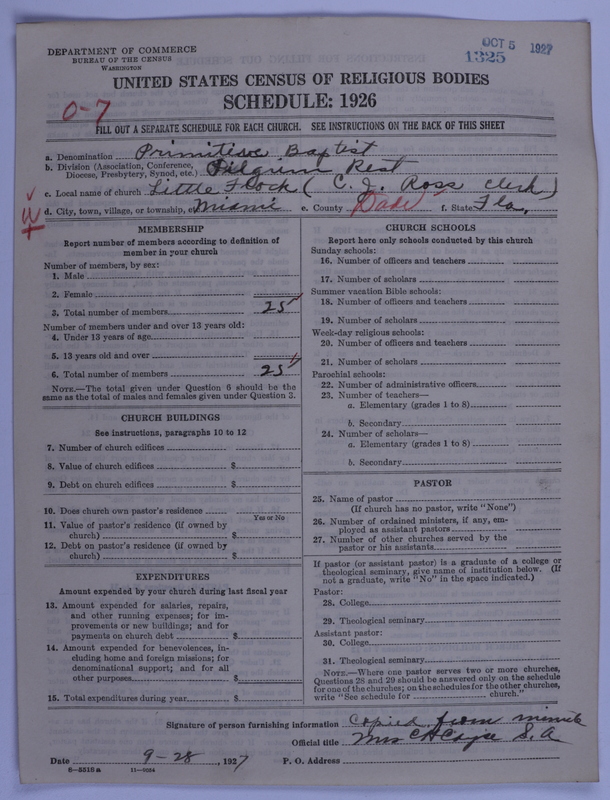 DEPARTMENT OF COMMERCE
BUREAU OF THE CENSUS
WASHINGTON
OCT 5 1927
1325
UNITED STATES CENSUS OF RELIGIOUS BODIES
SCHEDULE: 1926
0-7
FILL OUT A SEPARATE SCHEDULE FOR EACH CHURCH. SEE INSTRUCTIONS ON THE BACK OF THIS SHEET
a. Denomination Primitive Baptist
b. Division (Association, Conference, Diocese, Presbytery, Synod, etc.) Pilgrim Rest
c. Local name of church Little Flock (C. J. Ross clerk)
d. City, town, village, or township, etc. Miami e. County Dade f. State Fla.
MEMBERSHIP
Report number of members according to definition of
member in your church
Number of members, by sex:
1. Male
2. Female
3. Total number of members 25
Number of members under and over 13 years old:
4. Under 13 years of age
5. 13 years old and over
6. Total number of members 25
NOTE.—The total given under Question 6 should be the
same as the total of males and females given under Question 3.
CHURCH BUILDINGS
See instructions, paragraphs 10 to 12
7. Number of church edifices
8. Value of church edifices $
9. Debt on church edifices $
10. Does church own pastor's residence
Yes or No
11. Value of pastor's residence (if owned by
church) $
12. Debt on pastor's residence (if owned by
church) $
EXPENDITURES
Amount expended by your church during last fiscal year
13. Amount expended for salaries, repairs,
and other running expenses; for im-
provements or new buildings; and for
payments on church debt $
14. Amount expended for benevolences, in-
cluding home and foreign missions; for
denominational support; and for all
other purposes $
15. Total expenditures during year $
CHURCH SCHOOLS
Report here only schools conducted by this church
Sunday schools:
16. Number of officers and teachers
17. Number of scholars
Summer vacation Bible schools:
18. Number of officers and teachers
19. Number of scholars
Week-day religious schools:
20. Number of officers and teachers
21. Number of scholars
Parochial schools:
22. Number of administrative officers
23. Number of teachers—
a. Elementary (grades 1 to 8)
b. Secondary
24. Number of scholars—
a. Elementary (grades 1 to 8)
b. Secondary
PASTOR
25. Name of pastor
(If church has no pastor, write "None")
26. Number of ordained ministers, if any, em-
ployed as assistant pastors
27. Number of other churches served by the
pastor or his assistants
If pastor (or assistant pastor) is a graduate of a college or
theological seminary, give name of institution below. (If
not a graduate, write "No" in the space indicated.)
Pastor:
28. College
29. Theological seminary
Assistant pastor:
30. College
31. Theological seminary
NOTE.—Where one pastor serves two or more churches,
Questions 28 and 29 should be answered only on the schedule
for one of the churches; on the schedules for the other churches,
write "See schedule for church."
Signature of person furnishing information Copied from
Official title Mrs C H Cayce S. A
Date 9-28, 1927 P. O. Address
8-5518a 11-9024